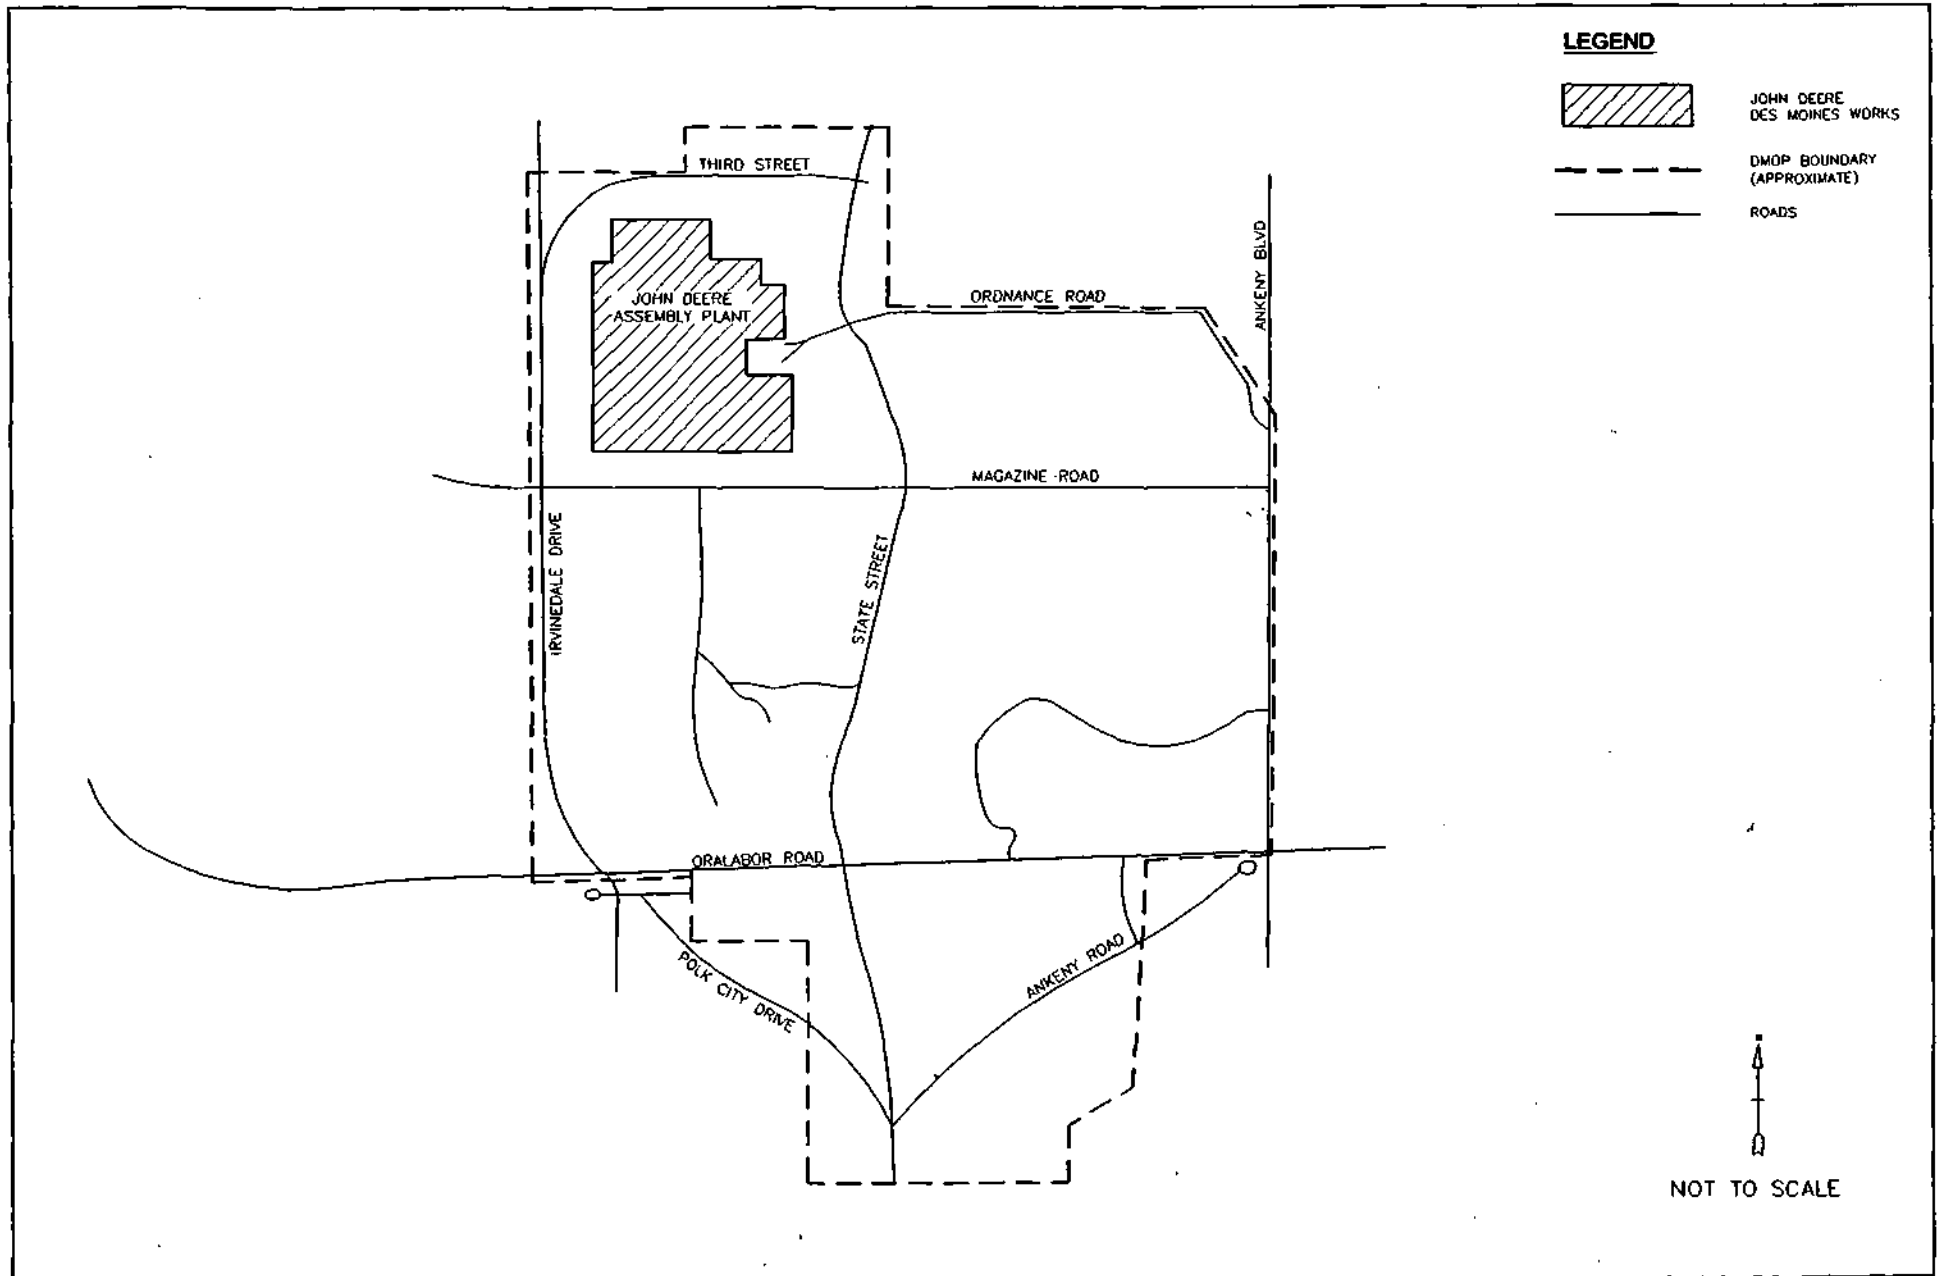 LEGEND
JOHN DEERE
DES MOINES WORKS
DMOP BOUNDARY
(APPROXIMATE)
ROADS
THIRD STREET
JOHN DEERE
ASSEMBLY PLANT
ORDNANCE ROAD
ANKENY BLVD
MAGAZINE ROAD
IRVINEDALE DRIVE
STATE STREET
ORALABOR ROAD
POLK CITY DRIVE
ANKENY ROAD
NOT TO SCALE